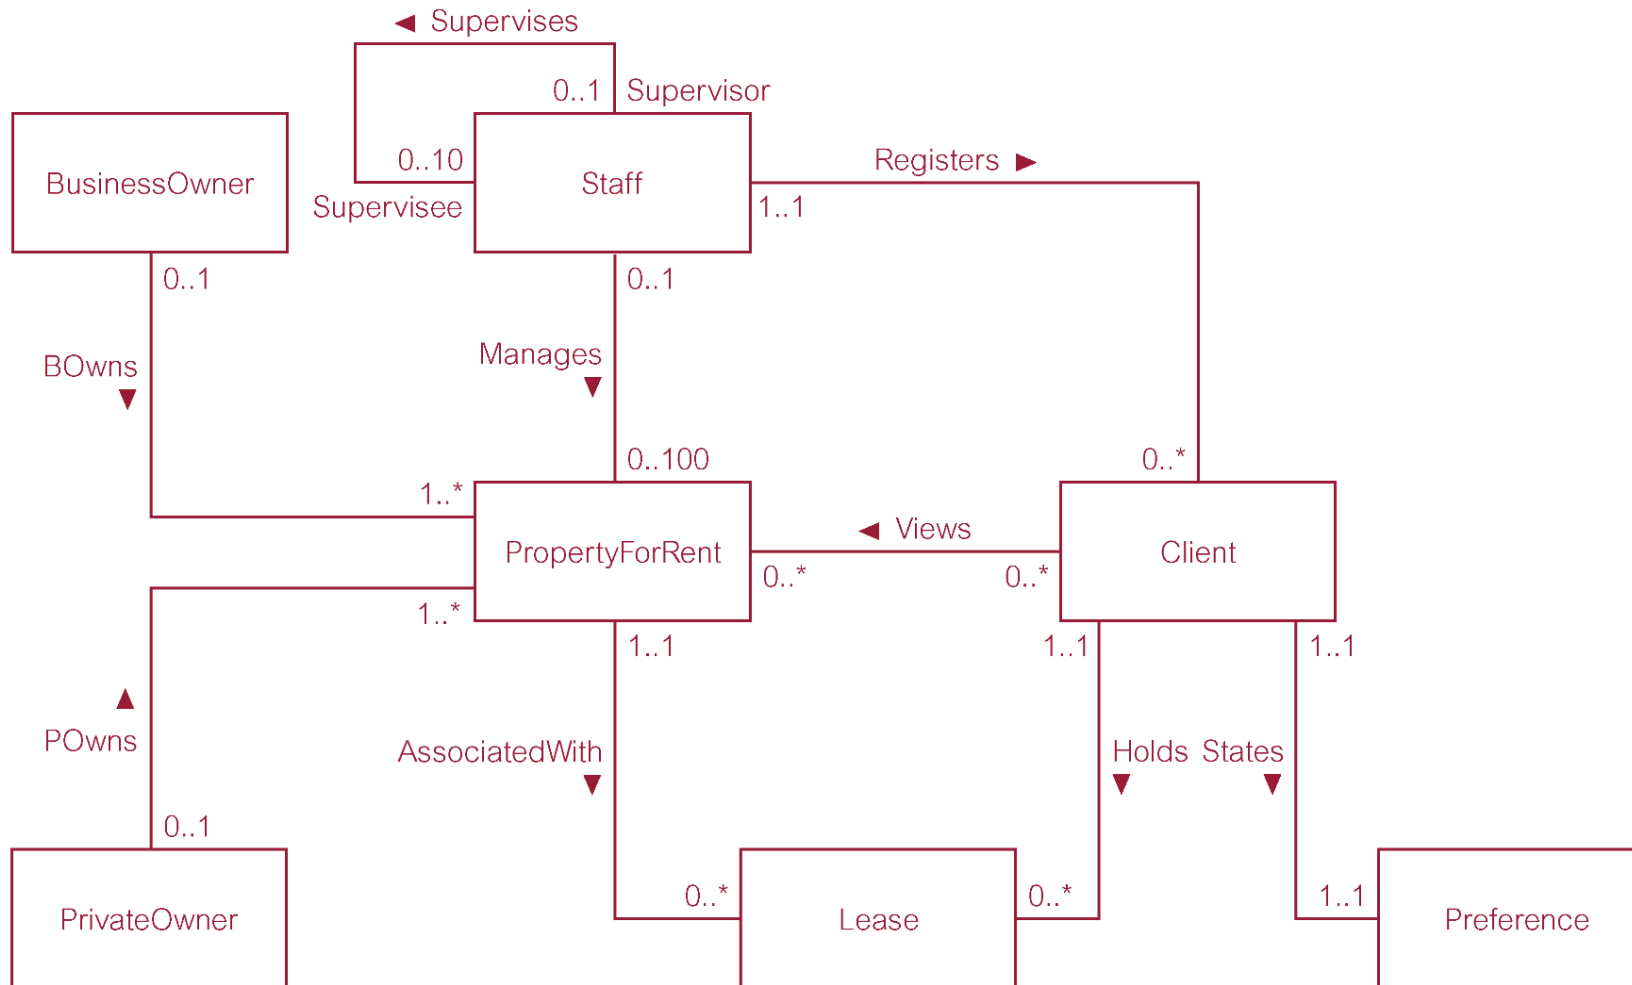 ◄ Supervises
0..1 Supervisor
BusinessOwner
0..10
Staff
Registers ►
Supervisee
1..1
0..1
0..1
BOwns
▼
Manages
▼
0..100
0..*
1..*
PropertyForRent
◄ Views
Client
0..*
0..*
1..*
1..1
1..1
1..1
▲
POwns
AssociatedWith
▼
Holds
▼
States
▼
0..1
0..*
0..*
1..1
PrivateOwner
Lease
Preference